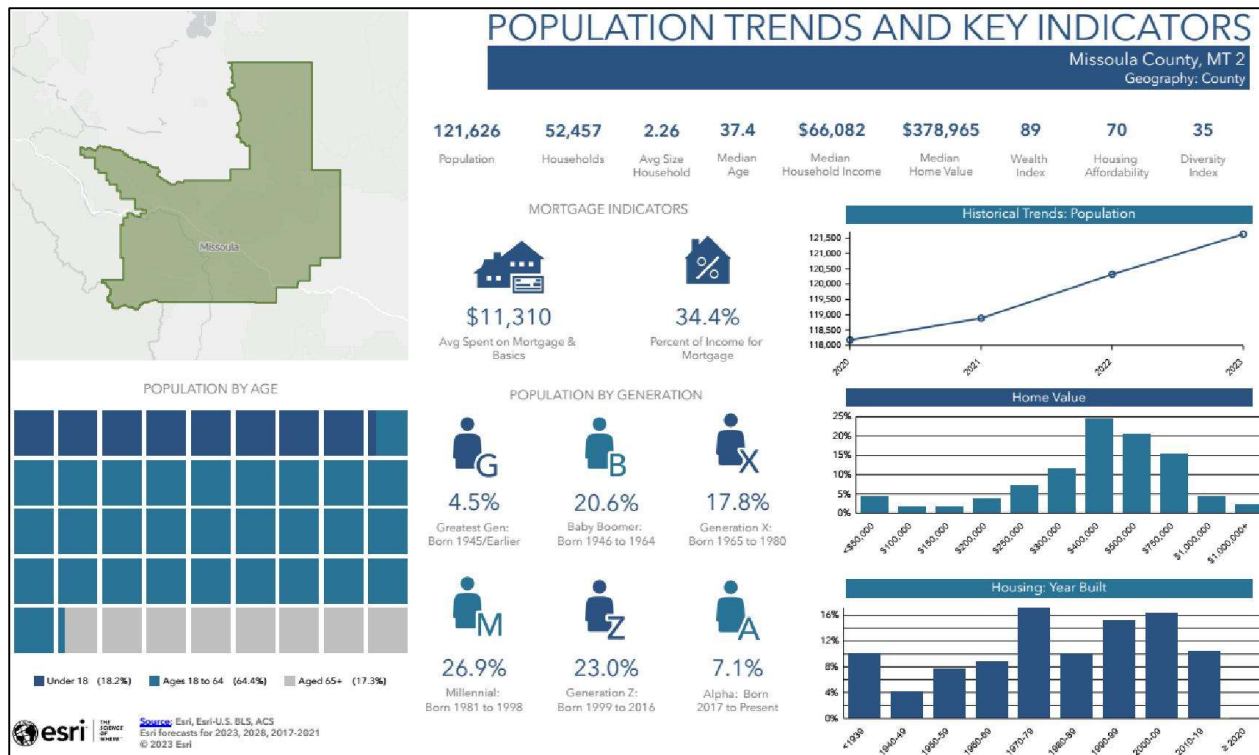 POPULATION TRENDS AND KEY INDICATORS
Missoula County, MT 2
Geography: County
Missoula
121,626
Population
52,457
Households
2.26
Avg Size
Household
37.4
Median
Age
$66,082
Median
Household Income
$378,965
Median
Home Value
89
Wealth
Index
70
Housing
Affordability
35
Diversity
Index
MORTGAGE INDICATORS
$11,310
Avg Spent on Mortgage &
Basics
%
34.4%
Percent of Income for
Mortgage
Historical Trends: Population
121,500
121,000
120,500
120,000
119,500
119,000
118,500
118,000
2020
2021
2022
2023
POPULATION BY AGE
Under 18 (18.2%)
Ages 18 to 64 (64.4%)
Aged 65+ (17.3%)
POPULATION BY GENERATION
G
4.5%
Greatest Gen:
Born 1945/Earlier
B
20.6%
Baby Boomer:
Born 1946 to 1964
X
17.8%
Generation X:
Born 1965 to 1980
M
26.9%
Millennial:
Born 1981 to 1998
Z
23.0%
Generation Z:
Born 1999 to 2016
A
7.1%
Alpha: Born
2017 to Present
Home Value
25%
20%
15%
10%
5%
0%
<$50,000
$100,000
$150,000
$200,000
$250,000
$300,000
$400,000
$500,000
$750,000
$1,000,000
$1,000,000+
Housing: Year Built
16%
12%
8%
4%
0%
<1939
1940-49
1950-59
1960-69
1970-79
1980-89
1990-99
2000-09
2010-19
≥ 2020
esri
THE
SCIENCE
OF
WHERE
Source: Esri, Esri-U.S. BLS, ACS
Esri forecasts for 2023, 2028, 2017-2021
© 2023 Esri